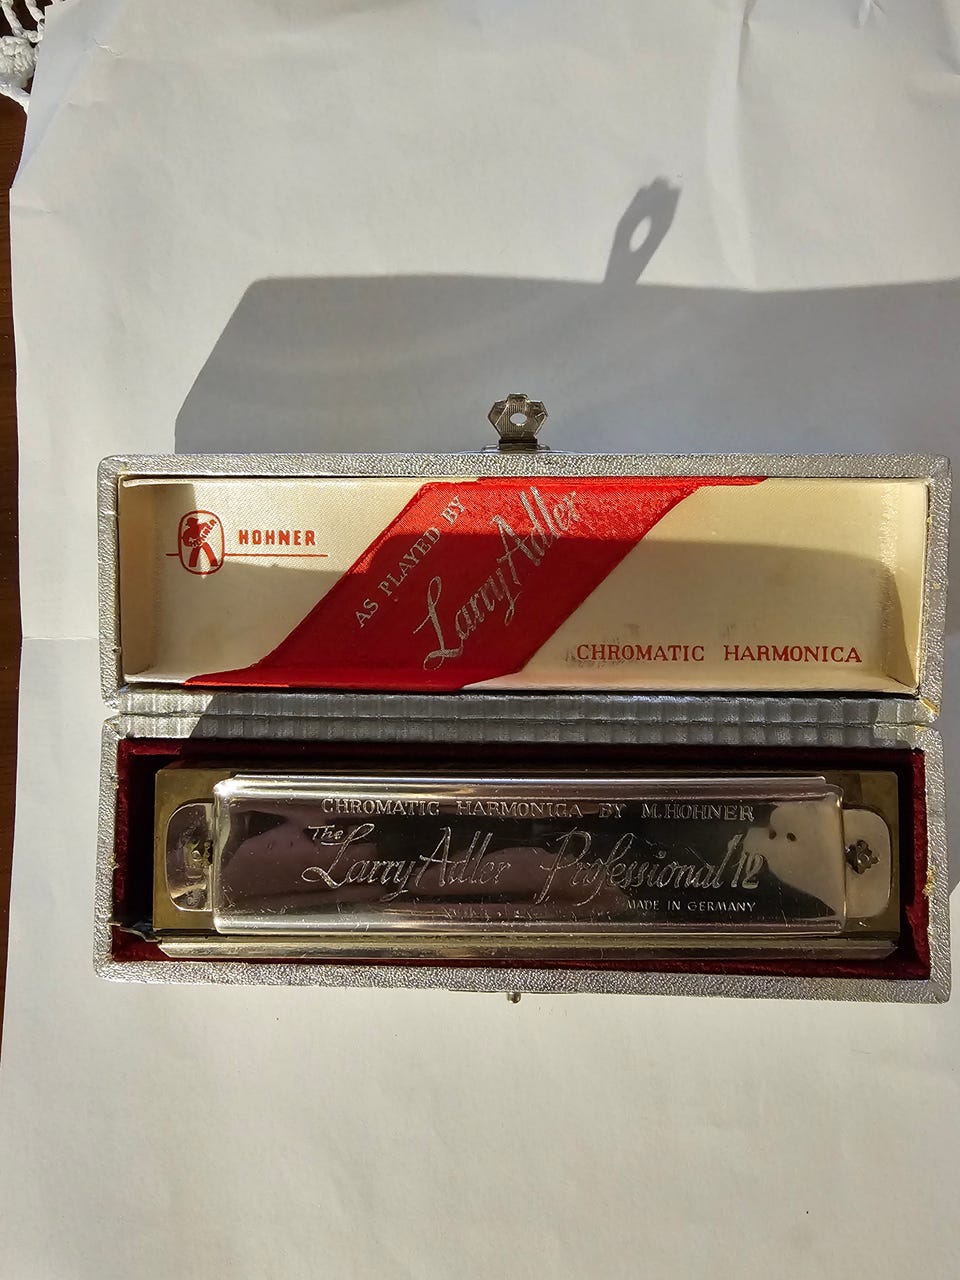 HOHNER
AS PLAYED BY
Larry Adler
CHROMATIC HARMONICA
CHROMATIC HARMONICA BY M. HOHNER
The
Larry Adler Professional 12
MADE IN GERMANY